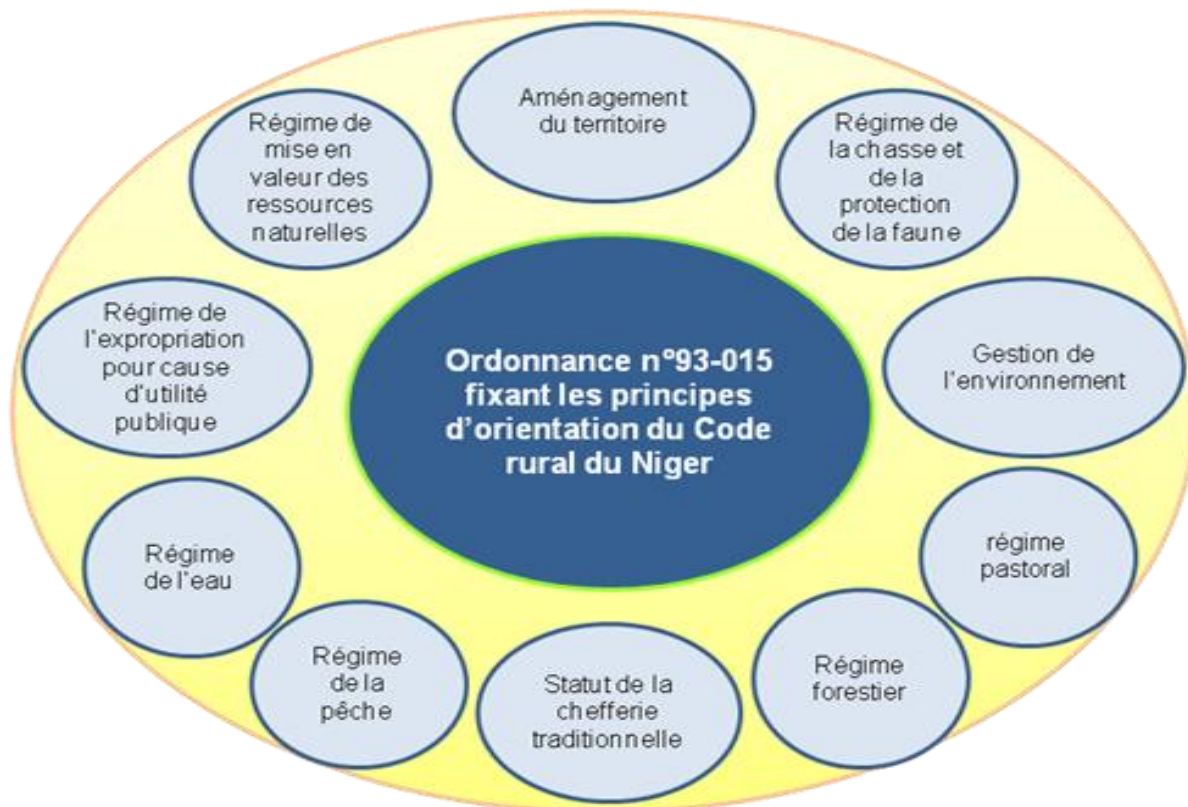 Aménagement
du territoire
Régime de
la chasse et
de la
protection
de la faune
Gestion de
l'environnement
régime
pastoral
Régime
forestier
Statut de la
chefferie
traditionnelle
Régime
de la
pêche
Régime
de l'eau
Régime de
l'expropriation
pour cause
d'utilité
publique
Régime de
mise en
valeur des
ressources
naturelles
Ordonnance n°93-015
fixant les principes
d’orientation du Code
rural du Niger